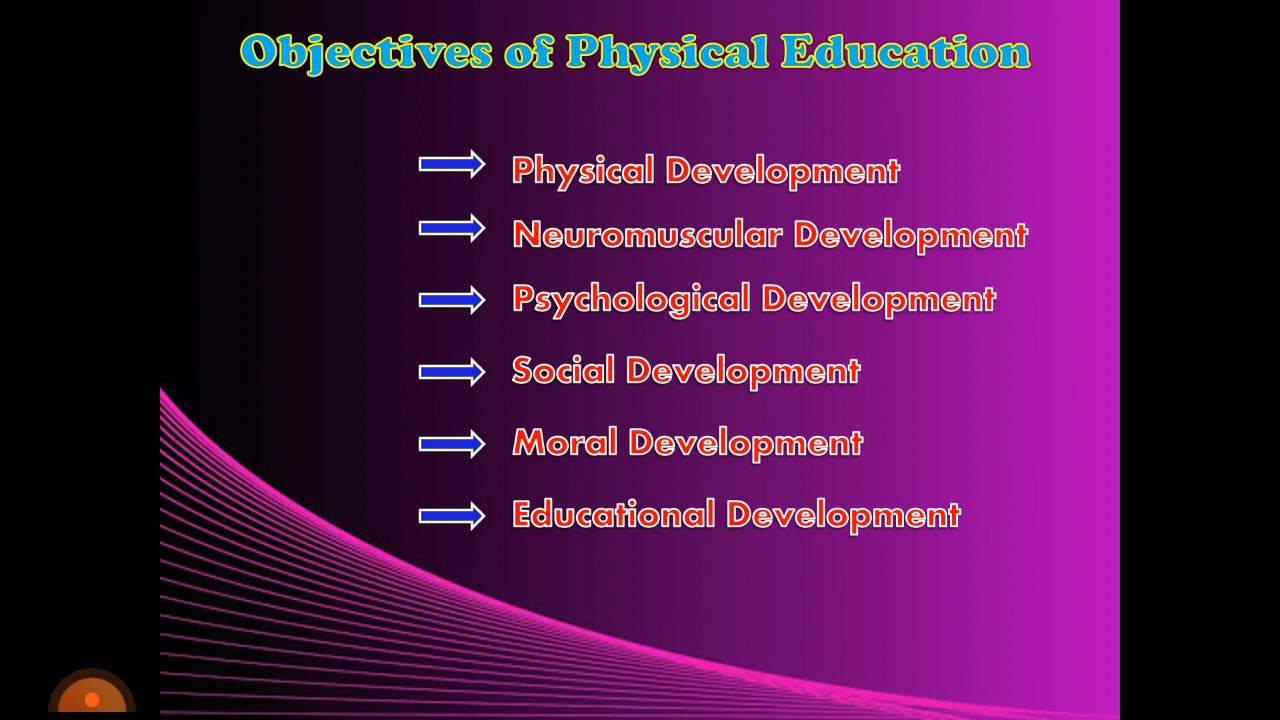 Objectives of Physical Education
Physical Development
Neuromuscular Development
Psychological Development
Social Development
Moral Development
Educational Development